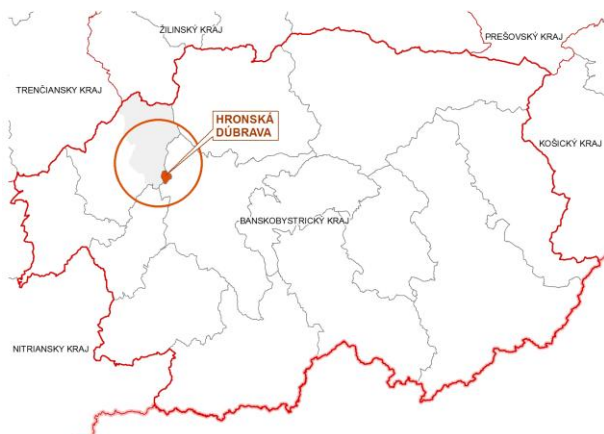 ŽILINSKÝ KRAJ
PREŠOVSKÝ KRAJ
TRENČIANSKY KRAJ
HRONSKÁ
DÚBRAVA
KOŠICKÝ KRAJ
BANSKOBYSTRICKÝ KRAJ
NITRIANSKY KRAJ